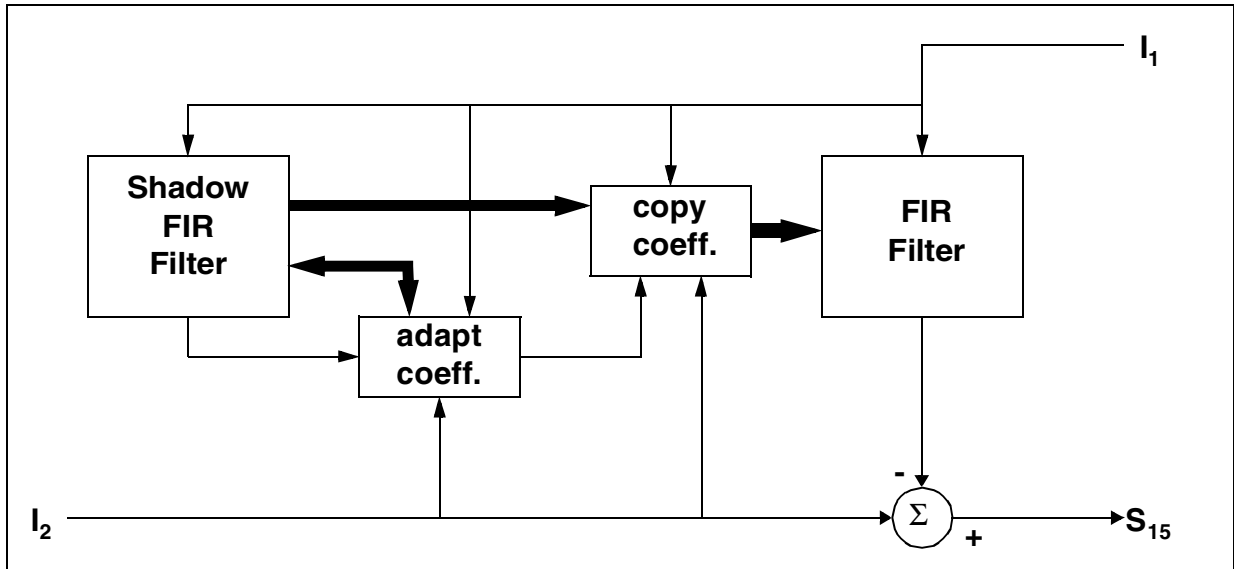 I1
Shadow
FIR
Filter
copy
coeff.
FIR
Filter
adapt
coeff.
-
I2
Σ
+
S15